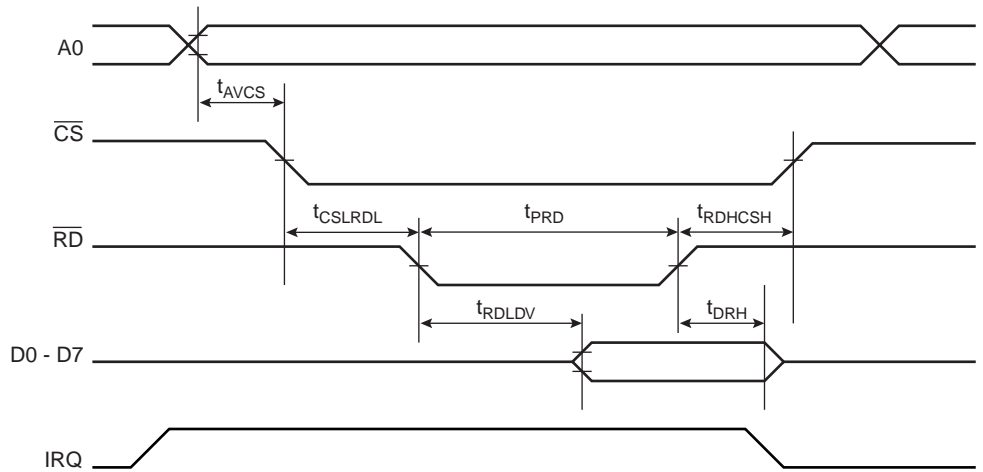 A0
tAVCS
CS
tCSLRDL
tPRD
tRDHCSH
RD
tRDLDV
tDRH
D0 - D7
IRQ